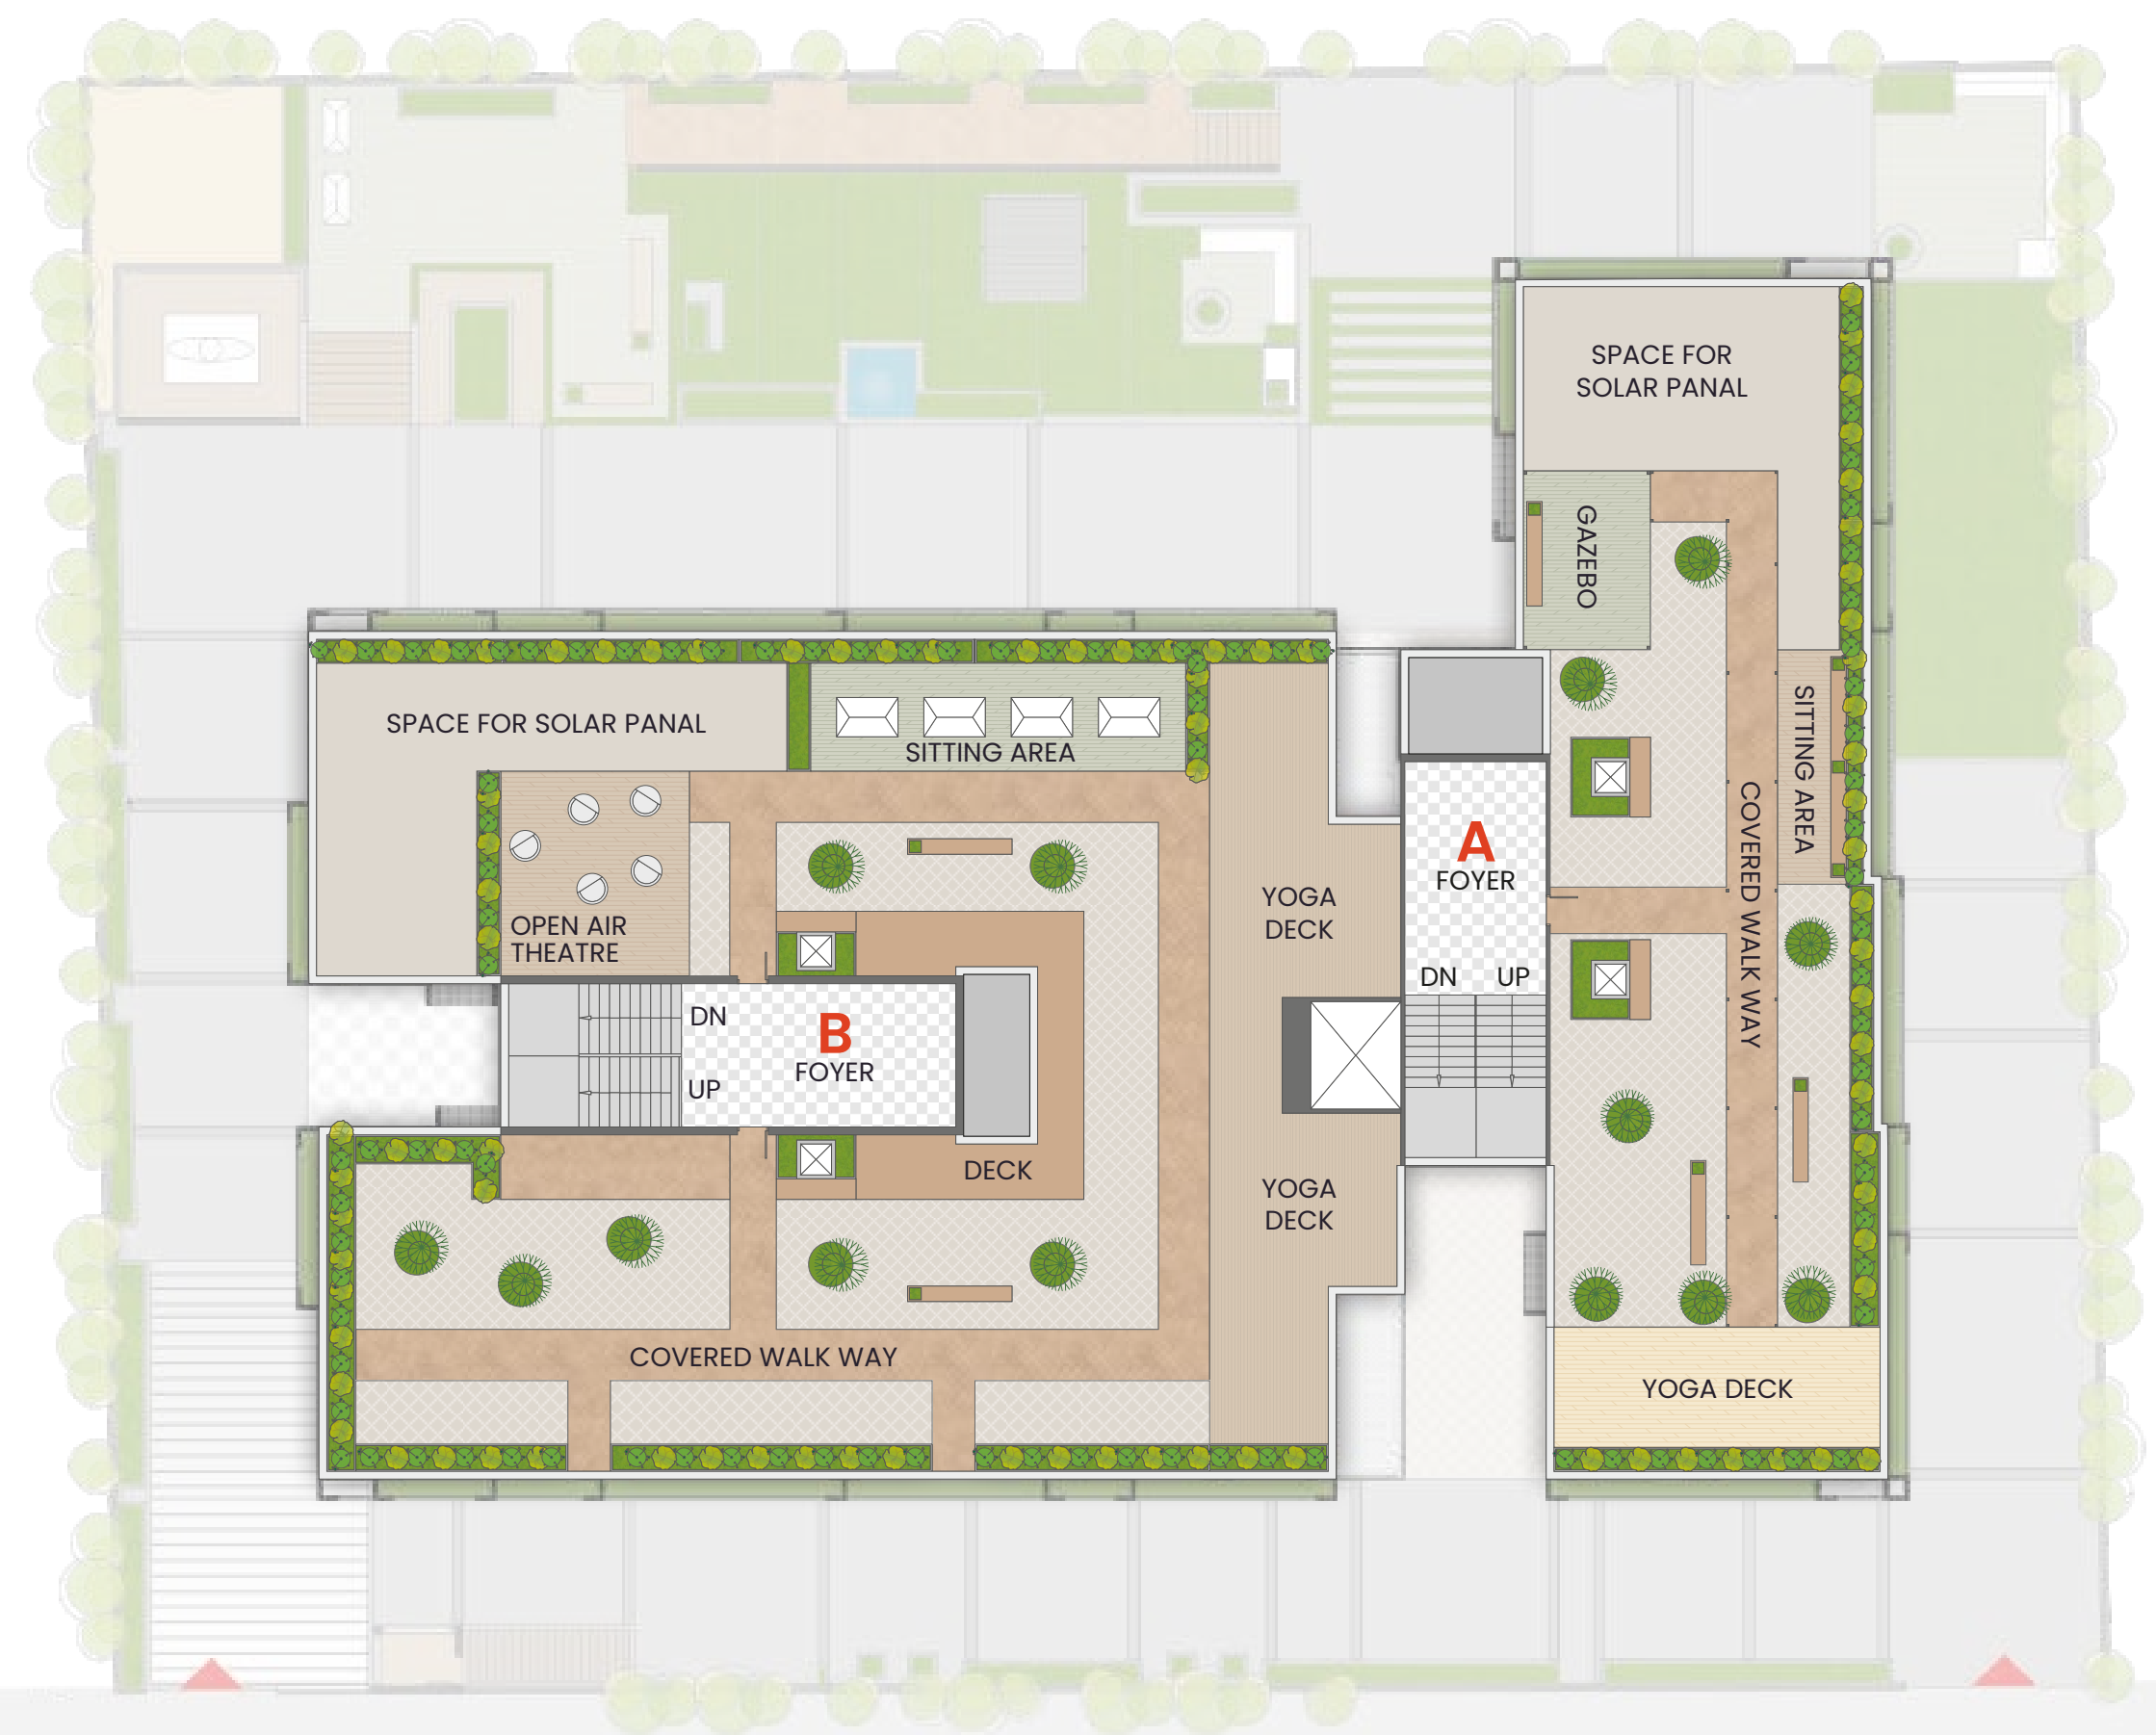 SPACE FOR
SOLAR PANAL
GAZEBO
SITTING AREA
COVERED WALK WAY
SPACE FOR SOLAR PANAL
SITTING AREA
OPEN AIR
THEATRE
YOGA
DECK
A
FOYER
DN UP
DN
B
FOYER
UP
DECK
YOGA
DECK
COVERED WALK WAY
YOGA DECK